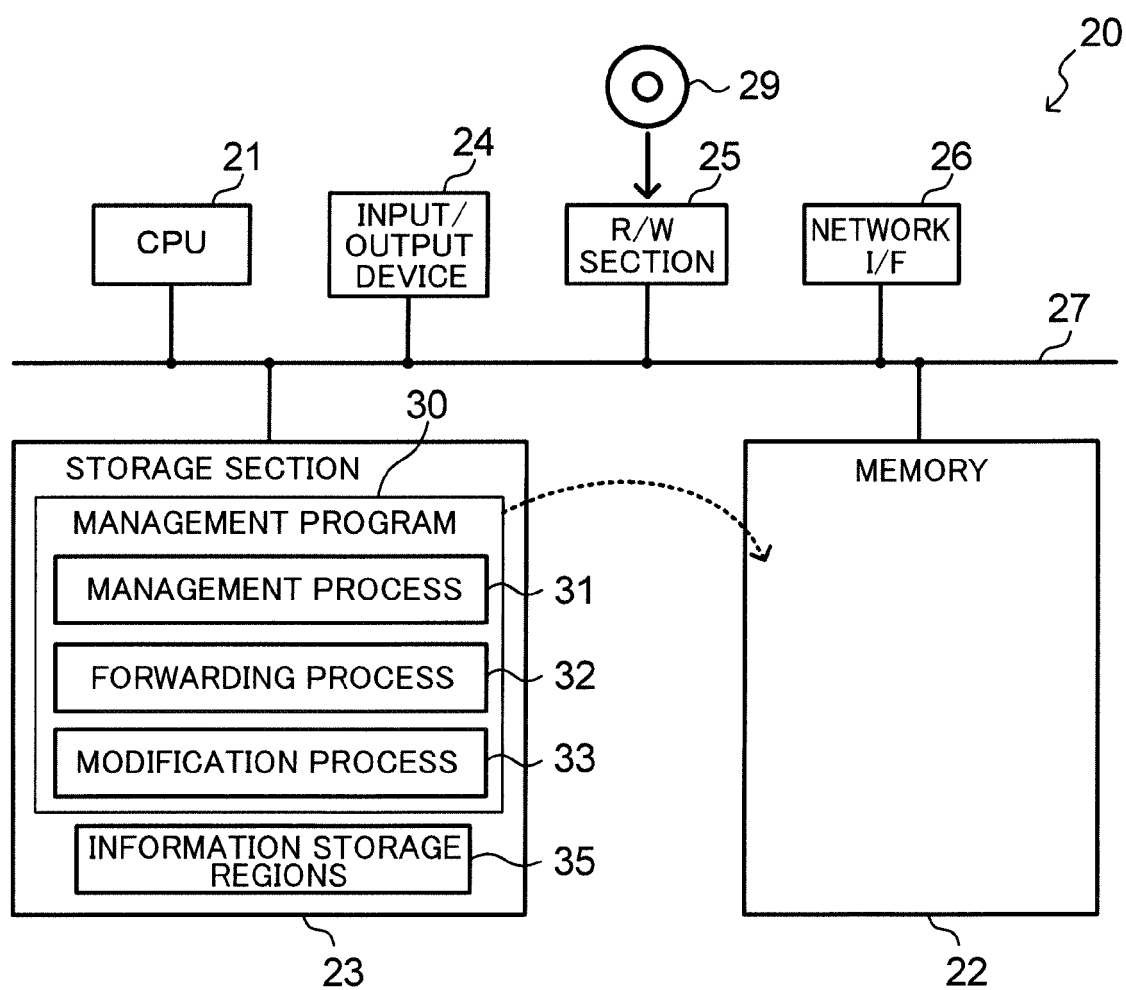 20
29
21
24
25
26
CPU
INPUT/
OUTPUT
DEVICE
R/W
SECTION
NETWORK
I/F
27
30
STORAGE SECTION
MEMORY
MANAGEMENT PROGRAM
MANAGEMENT PROCESS
31
FORWARDING PROCESS
32
MODIFICATION PROCESS
33
INFORMATION STORAGE
REGIONS
35
23
22